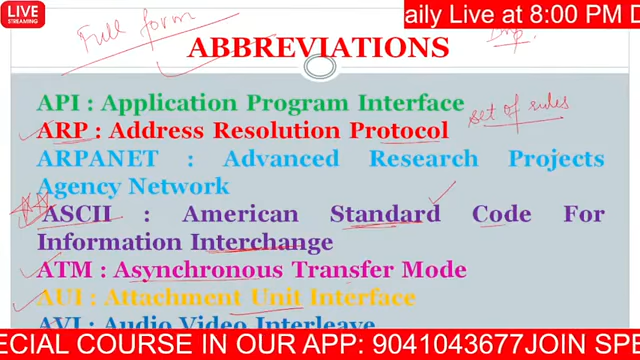 LIVE
STREAMING
aily Live at 8:00 PM D
Full form
Imp.
ABBREVIATIONS
API : Application Program Interface
set of rules
ARP : Address Resolution Protocol
ARPANET : Advanced Research Projects
Agency Network
ASCII : American Standard Code For
Information Interchange
ATM : Asynchronous Transfer Mode
AUI : Attachment Unit Interface
AVI : Audio Video Interleave
ECIAL COURSE IN OUR APP: 9041043677JOIN SPE